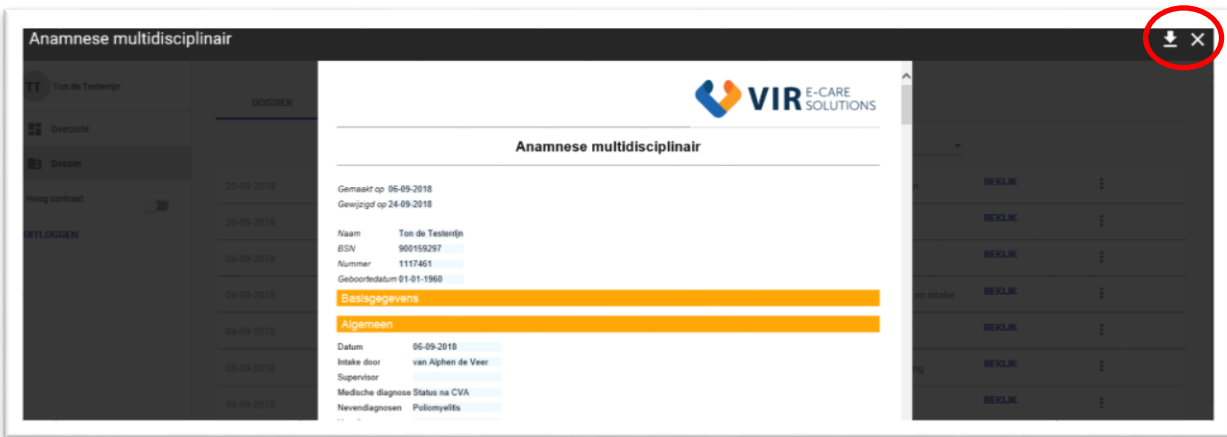 Anamnese multidisciplinair
TT Ton de Testerrijn
DOSSIER
Overzicht
Dossier
Hoog contrast
UITLOGGEN
VIR E-CARE SOLUTIONS
Anamnese multidisciplinair
Gemaakt op 06-09-2018
Gewijzigd op 24-09-2018
Naam Ton de Testerrijn
BSN 900159297
Nummer 1117461
Geboortedatum 01-01-1960
Basisgegevens
Algemeen
Datum 06-09-2018
Intake door van Alphen de Veer
Supervisor
Medische diagnose Status na CVA
Nevendiagnosen Poliomyelitis
20-09-2018 BEKIJK
20-09-2018 BEKIJK
06-09-2018 BEKIJK
06-09-2018 en intake BEKIJK
06-09-2018 BEKIJK
06-09-2018 BEKIJK
06-09-2018 BEKIJK